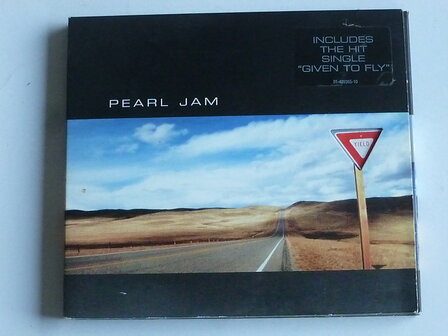 INCLUDES
THE HIT
SINGLE
"GIVEN TO FLY"
PEARL JAM
YIELD